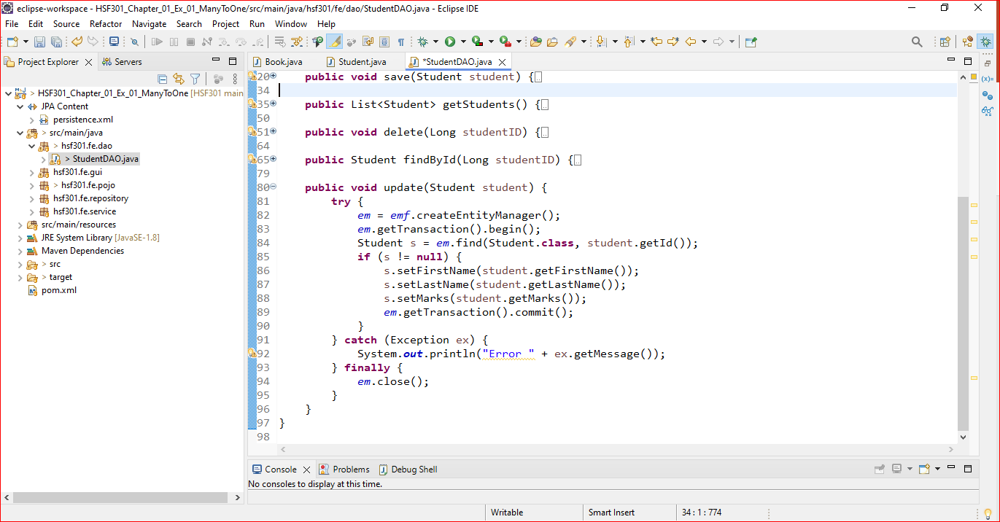 eclipse-workspace - HSF301_Chapter_01_Ex_01_ManyToOne/src/main/java/hsf301/fe/dao/StudentDAO.java - Eclipse IDE
File Edit Source Refactor Navigate Search Project Run Window Help
Project Explorer Servers
> HSF301_Chapter_01_Ex_01_ManyToOne [HSF301 main
JPA Content
persistence.xml
> src/main/java
> hsf301.fe.dao
> StudentDAO.java
hsf301.fe.gui
> hsf301.fe.pojo
hsf301.fe.repository
hsf301.fe.service
src/main/resources
JRE System Library [JavaSE-1.8]
Maven Dependencies
> src
> target
pom.xml
Book.java Student.java *StudentDAO.java
20 public void save(Student student) {
34
35 public List<Student> getStudents() {
50
51 public void delete(Long studentID) {
64
65 public Student findById(Long studentID) {
79
80 public void update(Student student) {
81 try {
82 em = emf.createEntityManager();
83 em.getTransaction().begin();
84 Student s = em.find(Student.class, student.getId());
85 if (s != null) {
86 s.setFirstName(student.getFirstName());
87 s.setLastName(student.getLastName());
88 s.setMarks(student.getMarks());
89 em.getTransaction().commit();
90 }
91 } catch (Exception ex) {
92 System.out.println("Error " + ex.getMessage());
93 } finally {
94 em.close();
95 }
96 }
97 }
98
Console Problems Debug Shell
No consoles to display at this time.
Writable Smart Insert 34 : 1 : 774